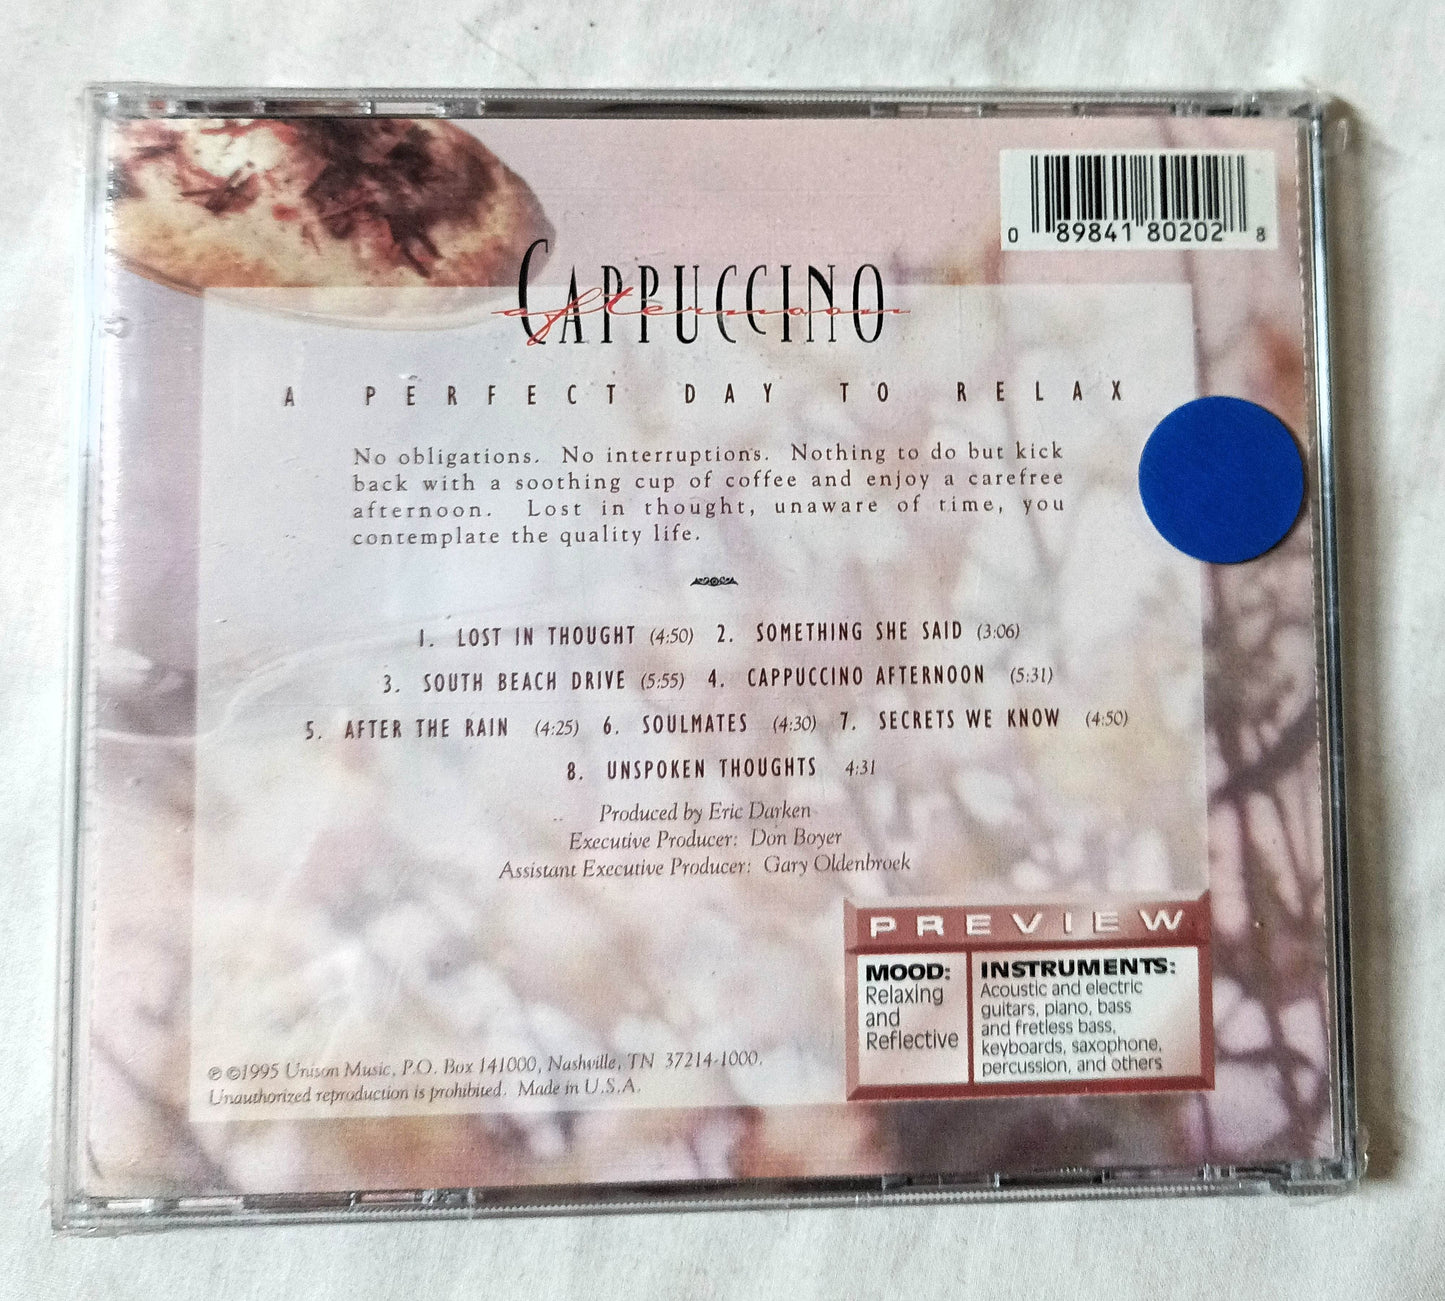 0 89841 80202 8
CAPPUCCINO
afternoon
A PERFECT DAY TO RELAX
No obligations. No interruptions. Nothing to do but kick
back with a soothing cup of coffee and enjoy a carefree
afternoon. Lost in thought, unaware of time, you
contemplate the quality life.
1. LOST IN THOUGHT (4:50) 2. SOMETHING SHE SAID (3:06)
3. SOUTH BEACH DRIVE (5:55) 4. CAPPUCCINO AFTERNOON (5:31)
5. AFTER THE RAIN (4:25) 6. SOULMATES (4:30) 7. SECRETS WE KNOW (4:50)
8. UNSPOKEN THOUGHTS 4:31
Produced by Eric Darken
Executive Producer: Don Boyer
Assistant Executive Producer: Gary Oldenbroek
PREVIEW
MOOD:
Relaxing
and
Reflective
INSTRUMENTS:
Acoustic and electric
guitars, piano, bass
and fretless bass,
keyboards, saxophone,
percussion, and others
℗ ©1995 Unison Music, P.O. Box 141000, Nashville, TN 37214-1000.
Unauthorized reproduction is prohibited. Made in U.S.A.